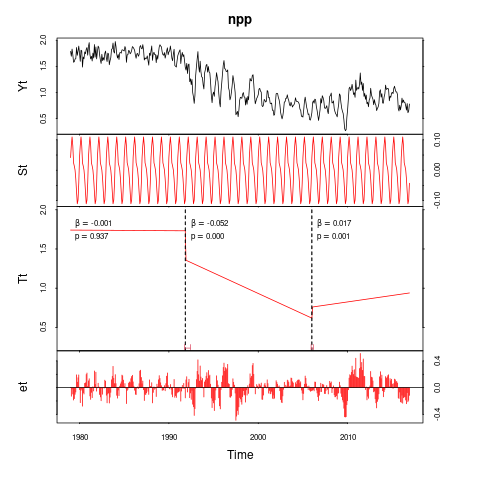 npp
Yt
0.5 1.0 1.5 2.0
St
-0.10 0.00 0.10
Tt
0.5 1.0 1.5 2.0
β = -0.001 β = -0.052 β = 0.017
p = 0.937 p = 0.000 p = 0.001
et
-0.4 0.0 0.4
1980 1990 2000 2010
Time